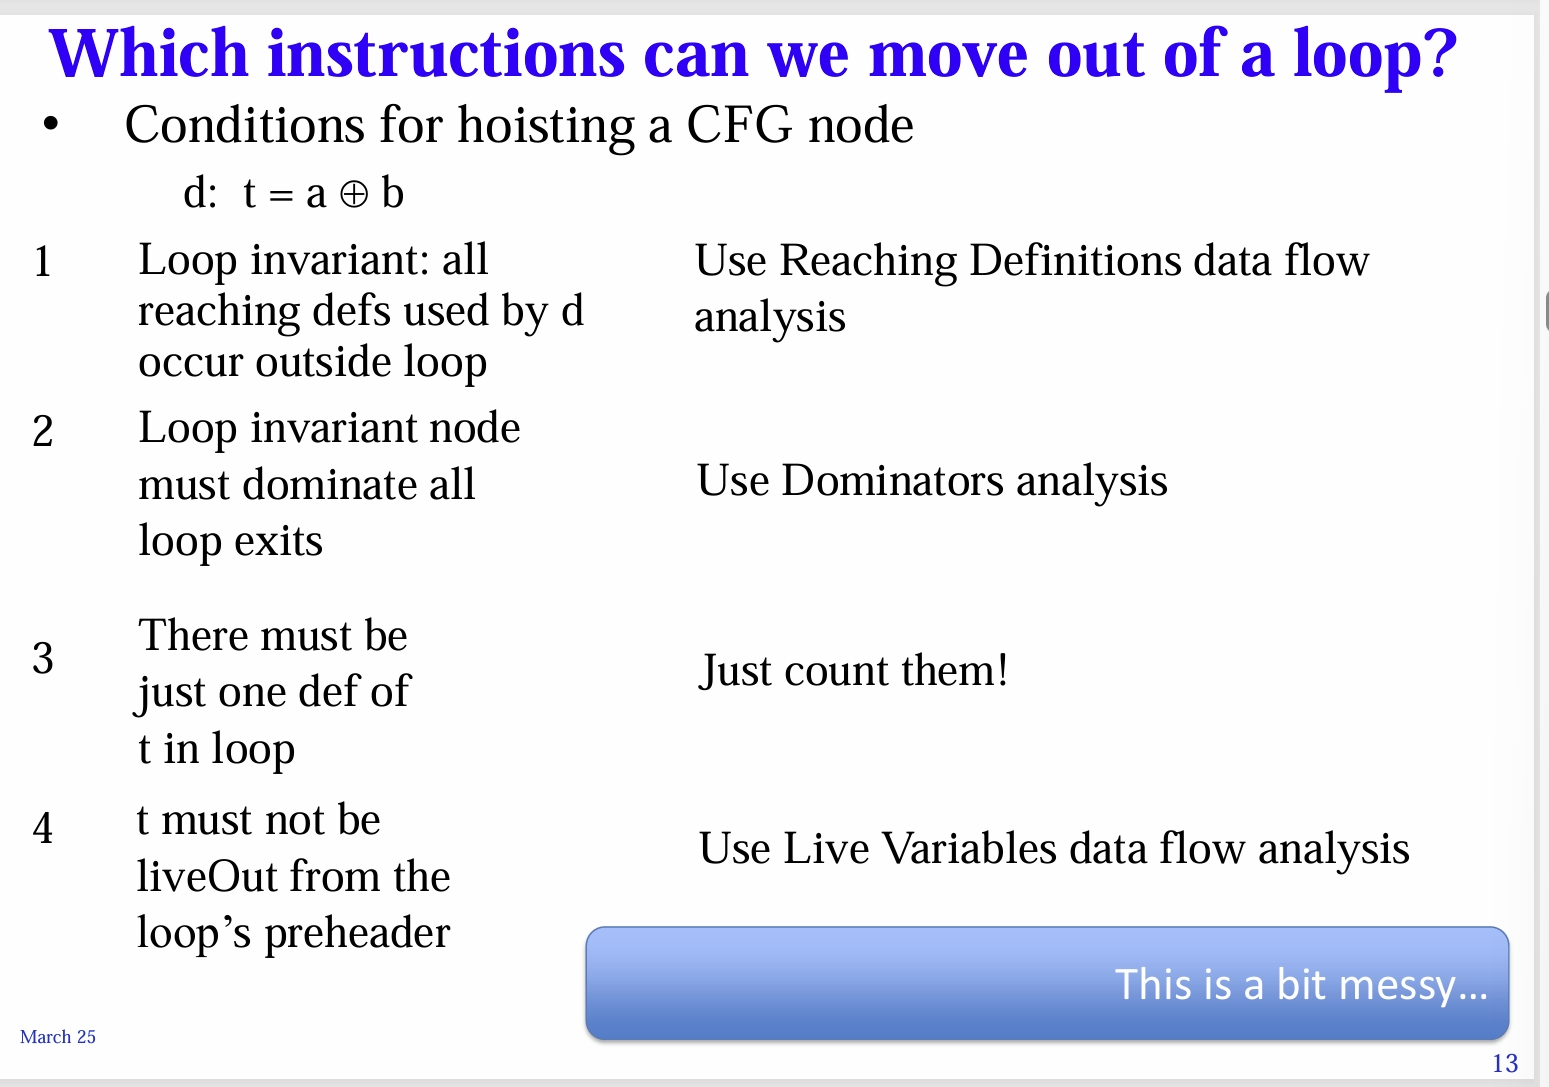 Which instructions can we move out of a loop?
• Conditions for hoisting a CFG node
d: t = a ⊕ b
1
Loop invariant: all
reaching defs used by d
occur outside loop
Use Reaching Definitions data flow
analysis
2
Loop invariant node
must dominate all
loop exits
Use Dominators analysis
3
There must be
just one def of
t in loop
Just count them!
4
t must not be
liveOut from the
loop’s preheader
Use Live Variables data flow analysis
This is a bit messy...
March 25
13